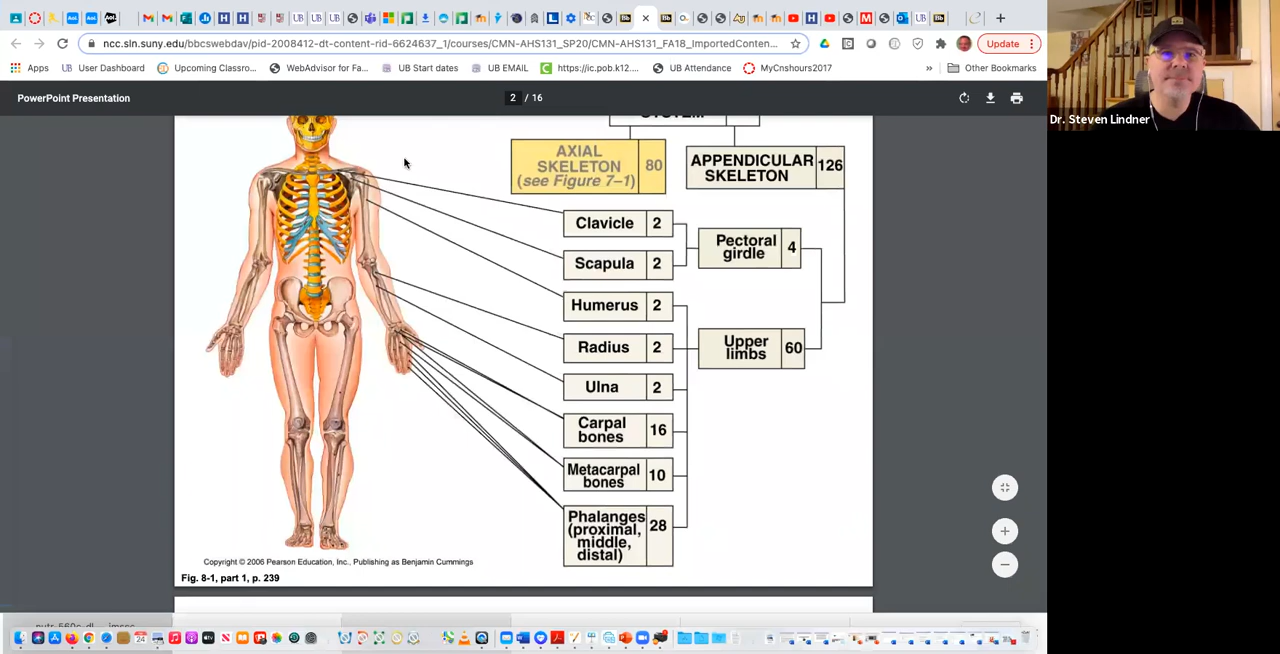 ncc.sln.suny.edu/bbcswebdav/pid-2008412-dt-content-rid-6624637_1/courses/CMN-AHS131_SP20/CMN-AHS131_FA18_ImportedConten...
Update
Apps
UB User Dashboard
Upcoming Classro...
WebAdvisor for Fa...
UB Start dates
UB EMAIL
https://ic.pob.k12....
UB Attendance
MyCnshours2017
»
Other Bookmarks
PowerPoint Presentation
2 / 16
Dr. Steven Lindner
SYSTEM
AXIAL
SKELETON
(see Figure 7–1)
80
APPENDICULAR
SKELETON
126
Clavicle 2
Scapula 2
Pectoral
girdle
4
Humerus 2
Radius 2
Upper
limbs
60
Ulna 2
Carpal
bones
16
Metacarpal
bones
10
Phalanges
(proximal,
middle,
distal)
28
Copyright © 2006 Pearson Education, Inc., Publishing as Benjamin Cummings
Fig. 8-1, part 1, p. 239